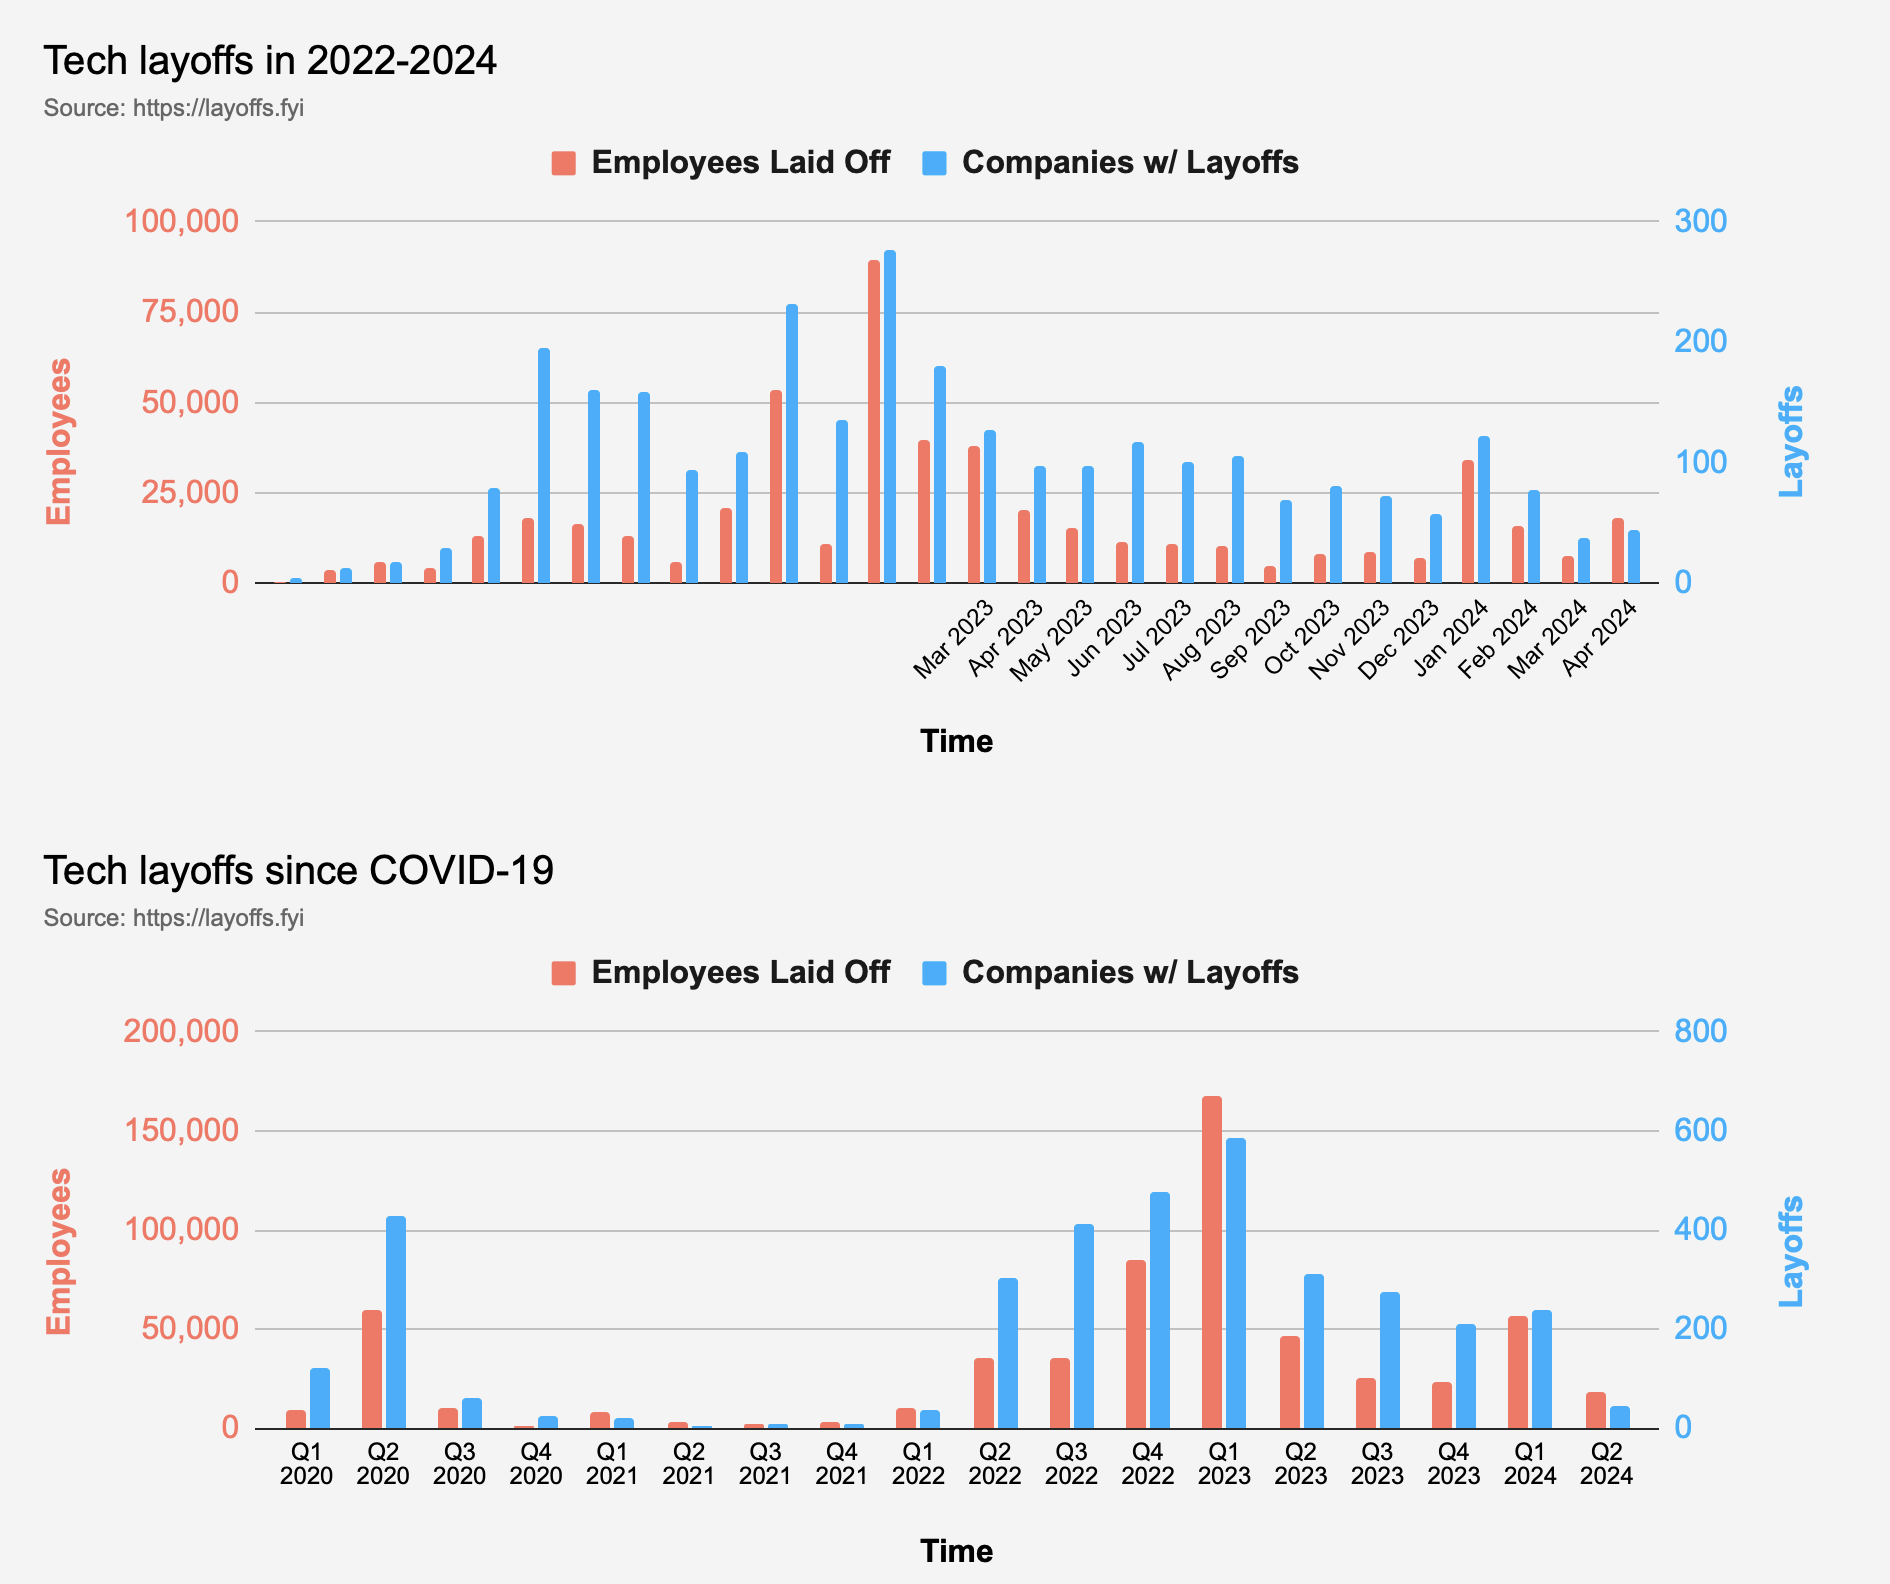 Tech layoffs in 2022-2024
Source: https://layoffs.fyi
Employees Laid Off
Companies w/ Layoffs
100,000
75,000
50,000
25,000
0
Employees
300
200
100
0
Layoffs
Mar 2023
Apr 2023
May 2023
Jun 2023
Jul 2023
Aug 2023
Sep 2023
Oct 2023
Nov 2023
Dec 2023
Jan 2024
Feb 2024
Mar 2024
Apr 2024
Time
Tech layoffs since COVID-19
Source: https://layoffs.fyi
Employees Laid Off
Companies w/ Layoffs
200,000
150,000
100,000
50,000
0
Employees
800
600
400
200
0
Layoffs
Q1 2020
Q2 2020
Q3 2020
Q4 2020
Q1 2021
Q2 2021
Q3 2021
Q4 2021
Q1 2022
Q2 2022
Q3 2022
Q4 2022
Q1 2023
Q2 2023
Q3 2023
Q4 2023
Q1 2024
Q2 2024
Time